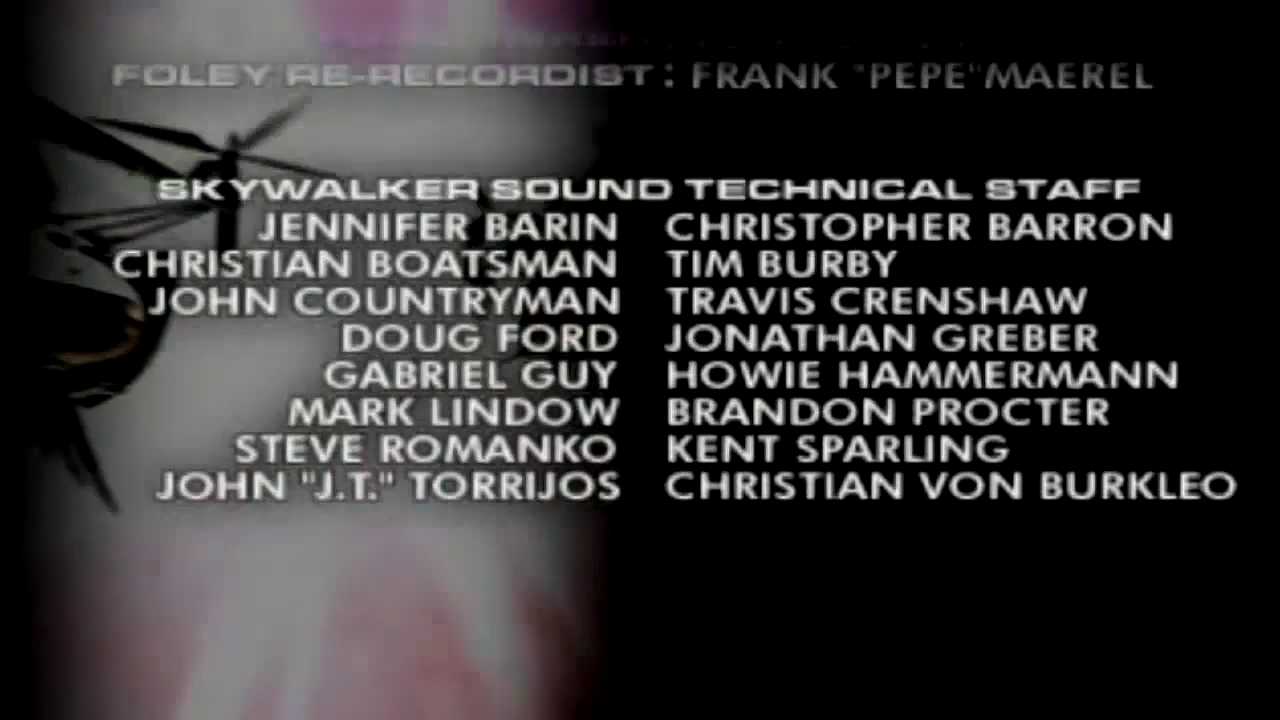 FOLEY RE-RECORDIST : FRANK "PEPE" MAEREL
SKYWALKER SOUND TECHNICAL STAFF
JENNIFER BARIN CHRISTOPHER BARRON
CHRISTIAN BOATSMAN TIM BURBY
JOHN COUNTRYMAN TRAVIS CRENSHAW
DOUG FORD JONATHAN GREBER
GABRIEL GUY HOWIE HAMMERMANN
MARK LINDOW BRANDON PROCTER
STEVE ROMANKO KENT SPARLING
JOHN "J.T." TORRIJOS CHRISTIAN VON BURKLEO